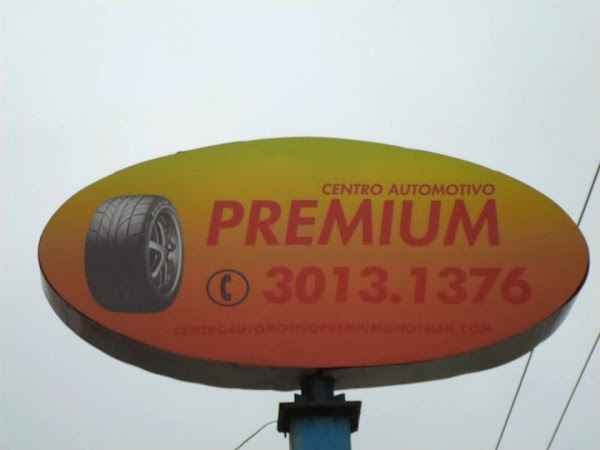 CENTRO AUTOMOTIVO
PREMIUM
3013.1376
CENTROAUTOMOTIVOPREMIUM@HOTMAIL.COM